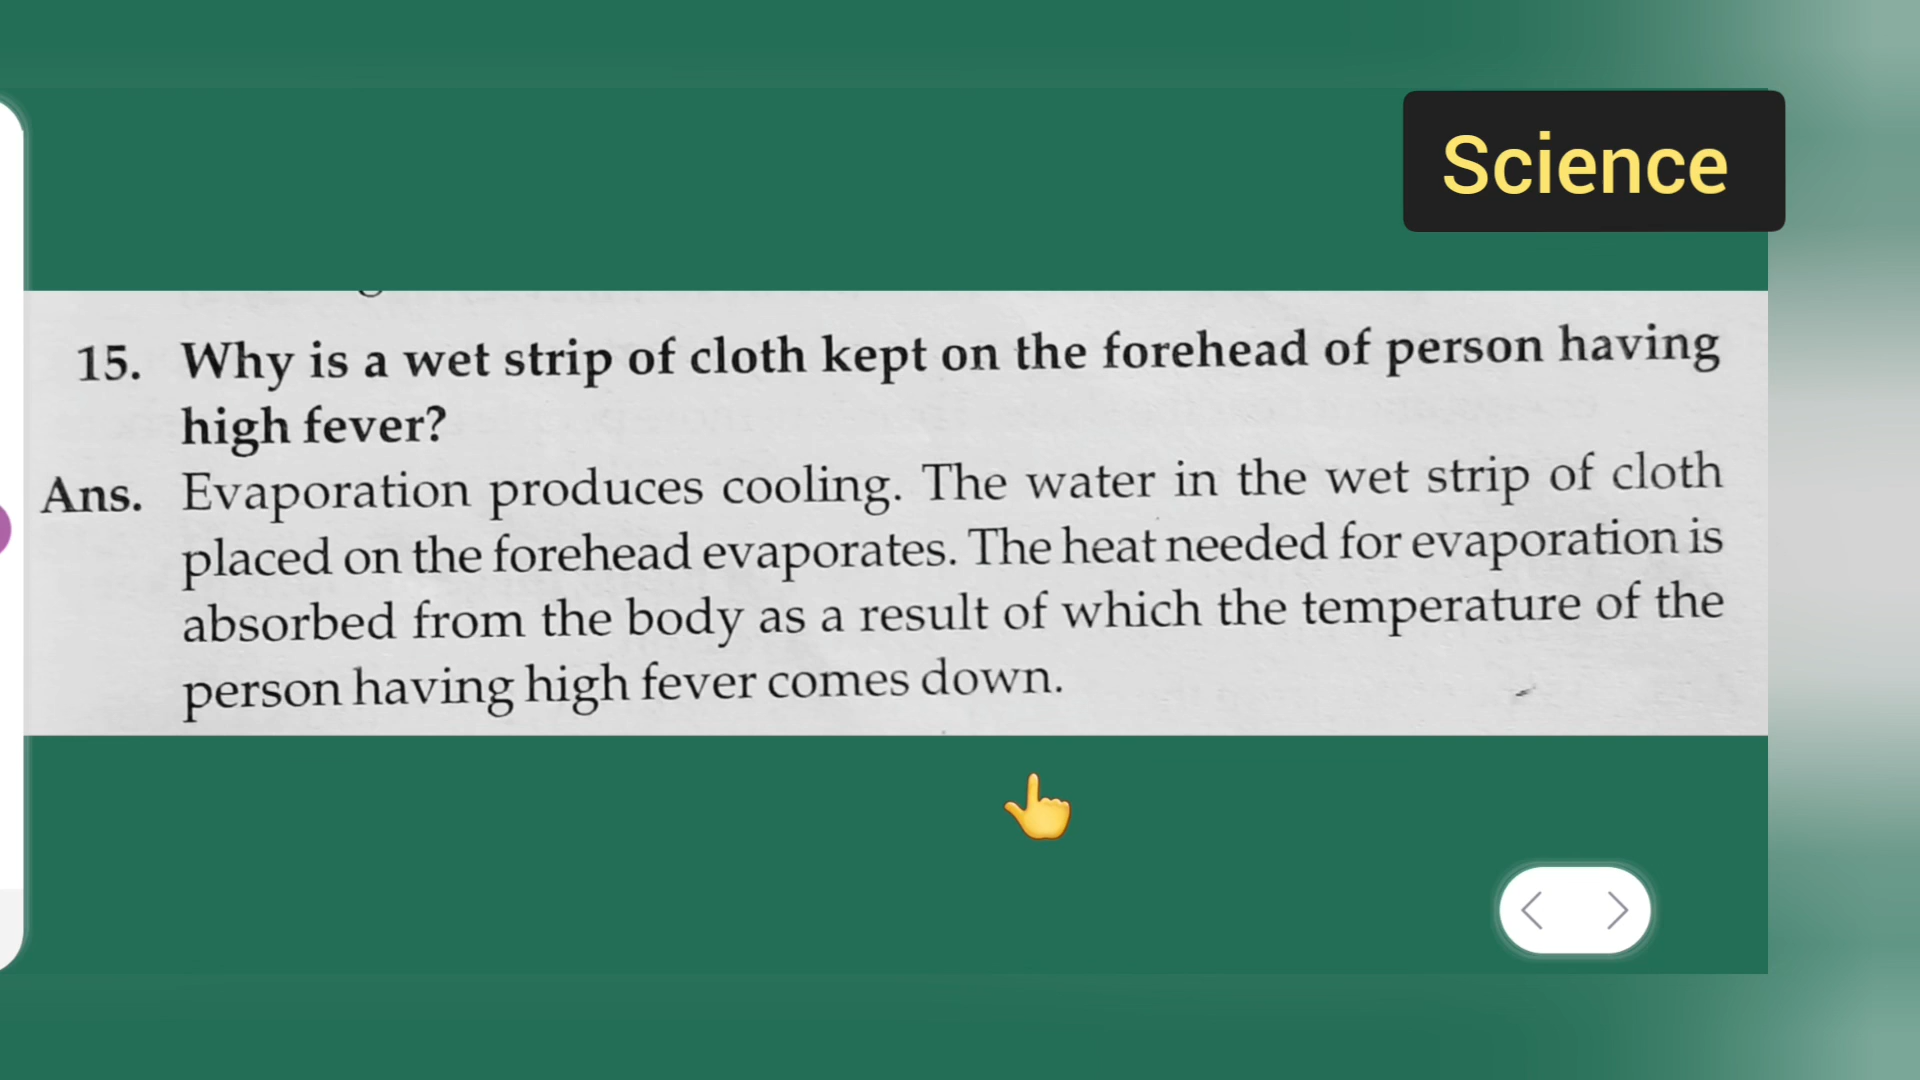 Science
15. Why is a wet strip of cloth kept on the forehead of person having
high fever?
Ans. Evaporation produces cooling. The water in the wet strip of cloth
placed on the forehead evaporates. The heat needed for evaporation is
absorbed from the body as a result of which the temperature of the
person having high fever comes down.